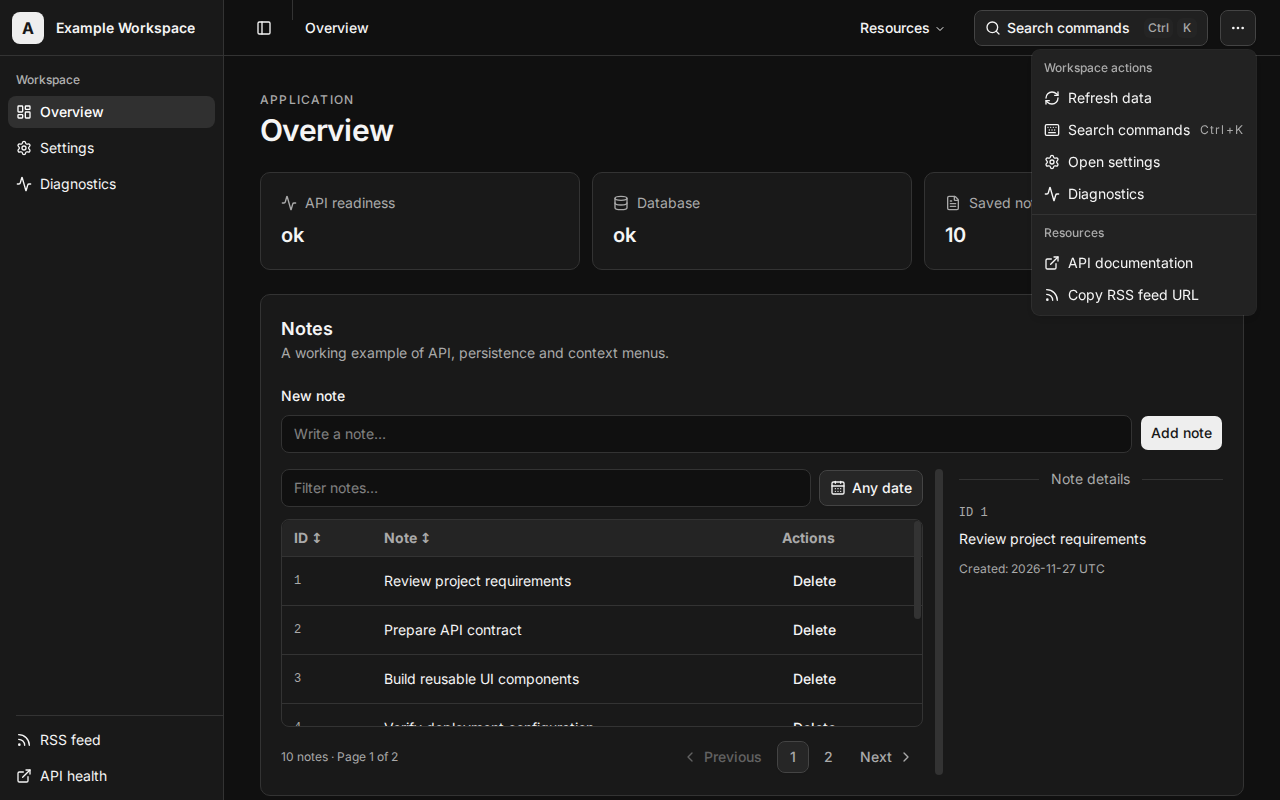 A Example Workspace
Workspace
Overview
Settings
Diagnostics
RSS feed
API health
Overview
Resources
Search commands Ctrl K
Workspace actions
Refresh data
Search commands Ctrl+K
Open settings
Diagnostics
Resources
API documentation
Copy RSS feed URL
APPLICATION
Overview
API readiness
ok
Database
ok
Saved
10
Notes
A working example of API, persistence and context menus.
New note
Write a note...
Add note
Filter notes...
Any date
ID Note Actions
1 Review project requirements Delete
2 Prepare API contract Delete
3 Build reusable UI components Delete
4 Verify deployment configuration Delete
10 notes · Page 1 of 2
Previous 1 2 Next
Note details
ID 1
Review project requirements
Created: 2026-11-27 UTC